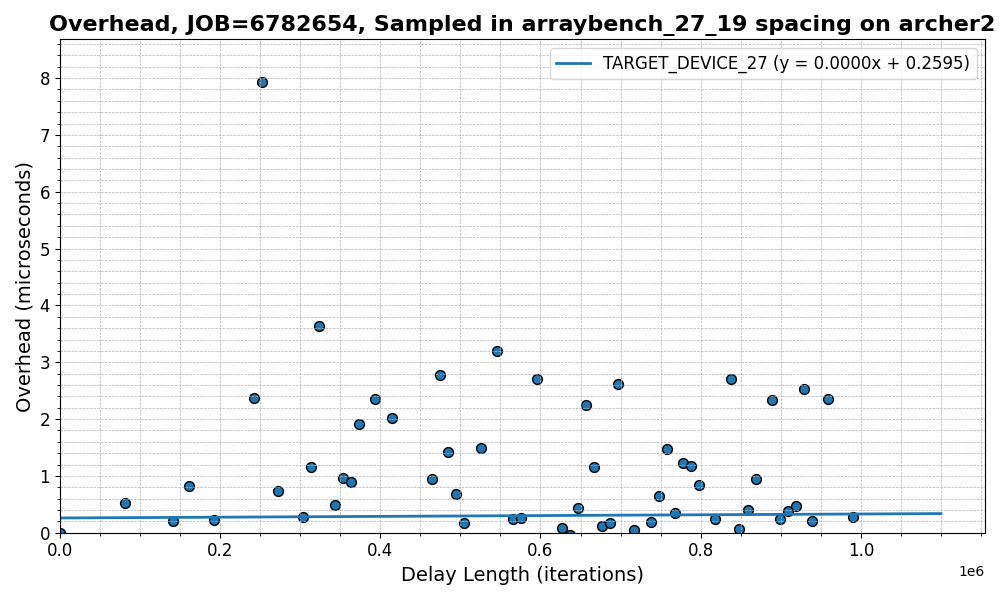 Overhead, JOB=6782654, Sampled in arraybench_27_19 spacing on archer2
TARGET_DEVICE_27 (y = 0.0000x + 0.2595)
Overhead (microseconds)
8
7
6
5
4
3
2
1
0
0.0 0.2 0.4 0.6 0.8 1.0
1e6
Delay Length (iterations)